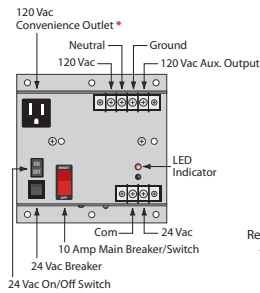 120 Vac
Convenience Outlet *
Neutral
Ground
120 Vac
120 Vac Aux. Output
ON
OFF
RESET
OFF
LED
Indicator
Com
24 Vac
10 Amp Main Breaker/Switch
Re
24 Vac Breaker
24 Vac On/Off Switch